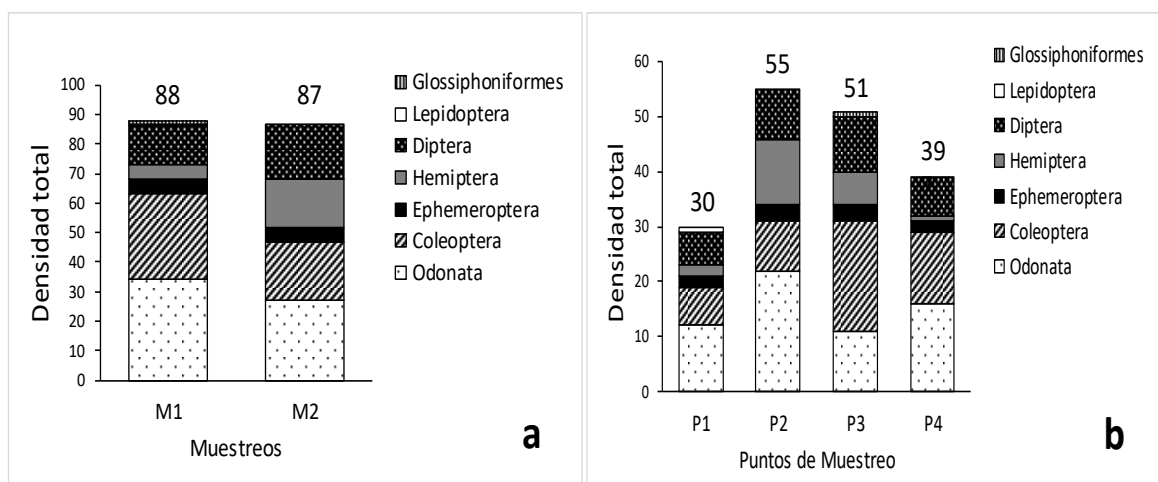 Densidad total
100
90
80
70
60
50
40
30
20
10
0
88
87
M1
M2
Muestreos
Glossiphoniformes
Lepidoptera
Diptera
Hemiptera
Ephemeroptera
Coleoptera
Odonata
a
Densidad total
60
50
40
30
20
10
0
30
55
51
39
P1
P2
P3
P4
Puntos de Muestreo
Glossiphoniformes
Lepidoptera
Diptera
Hemiptera
Ephemeroptera
Coleoptera
Odonata
b